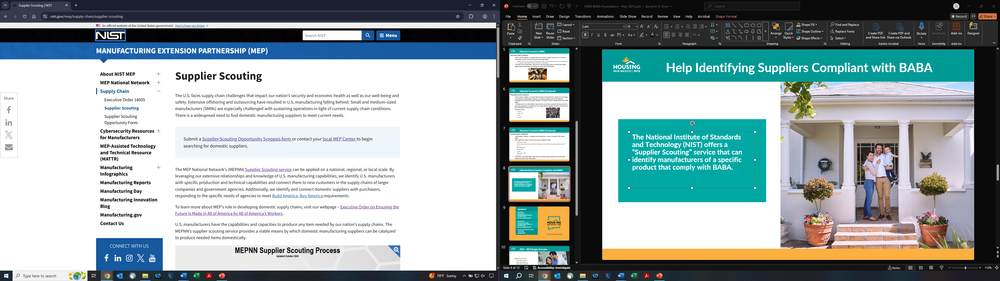 Supplier Scouting | NIST
nist.gov/mep/supply-chain/supplier-scouting
An official website of the United States government Here's how you know
NIST
Search NIST
Menu
MANUFACTURING EXTENSION PARTNERSHIP (MEP)
Share
About NIST MEP
MEP National Network
Supply Chain
Executive Order 14005
Supplier Scouting
Supplier Scouting
Opportunity Form
Cybersecurity Resources
for Manufacturers
MEP-Assisted Technology
and Technical Resource
(MATTR)
Manufacturing
Infographics
Manufacturing Reports
Manufacturing Day
Manufacturing Innovation
Blog
Manufacturing.gov
Contact Us
CONNECT WITH US
Supplier Scouting
The U.S. faces supply chain challenges that impact our nation's security and economic health as well as our well-being and
safety. Extensive offshoring and outsourcing have resulted in U.S. manufacturing falling behind. Small and medium-sized
manufacturers (SMMs) are especially challenged with sustaining operations in light of current supply chain conditions.
There is a widespread need to find domestic manufacturing suppliers to meet current needs.
Submit a Supplier Scouting Opportunity Synopsis form or contact your local MEP Center to begin
searching for domestic suppliers.
The MEP National Network's (MEPNN) Supplier Scouting service can be applied on a national, regional, or local scale. By
leveraging our extensive relationships and knowledge of U.S. manufacturing capabilities, we identify U.S. manufacturers
with specific production and technical capabilities and connect them to new customers in the supply chains of larger
companies and government agencies. Additionally, we identify and connect domestic suppliers with purchasers,
responding to the specific needs of agencies to meet Build America, Buy America requirements.
To learn more about MEP's role in developing domestic supply chains, visit our webpage – Executive Order on Ensuring the
Future Is Made in All of America by All of America's Workers.
U.S. manufacturers have the capabilities and capacities to produce any item needed by our nation's supply chains. The
MEPNN's supplier scouting service provides a viable means by which domestic manufacturing suppliers can be catalyzed
to produce needed items domestically.
MEPNN Supplier Scouting Process
Updated October 2024
Type here to search
78°F Sunny
AutoSave Off
HNM BABA Presentation - May 2025.pptx • Saved to G: Drive
Search
File Home Insert Draw Design Transitions Animations Slide Show Record Review View Help Acrobat Shape Format
Record
Share
Paste
Clipboard
New
Slide
Reuse
Slides
Layout
Reset
Section
Slides
Lato 18
Font
Paragraph
Arrange
Quick
Styles
Shape Fill
Shape Outline
Shape Effects
Drawing
Find and Replace
Replace Fonts
Select
Editing
Create PDF
and Share link
Create PDF and
Share via Outlook
Adobe Acrobat
Dictate
Voice
Sensitivity
Sensitivity
Add-ins
Add-ins
Designer
5
Materials Covered by BABA
Iron and steel products
6
Materials Covered by BABA (Continued)
Manufactured products
7
Materials Covered by BABA (Continued)
Construction materials
8
Help Identifying Suppliers Compliant with BABA
9
Questions?
HOUSING
NEW MEXICO | MFA
10
2023 – 2024 Budget Overview
HOUSING
NEW MEXICO | MFA
Help Identifying Suppliers Compliant with BABA
The National Institute of Standards
and Technology (NIST) offers a
“Supplier Scouting” service that can
identify manufacturers of a specific
product that comply with BABA.
Slide 8 of 12
Accessibility: Investigate
Notes
112%